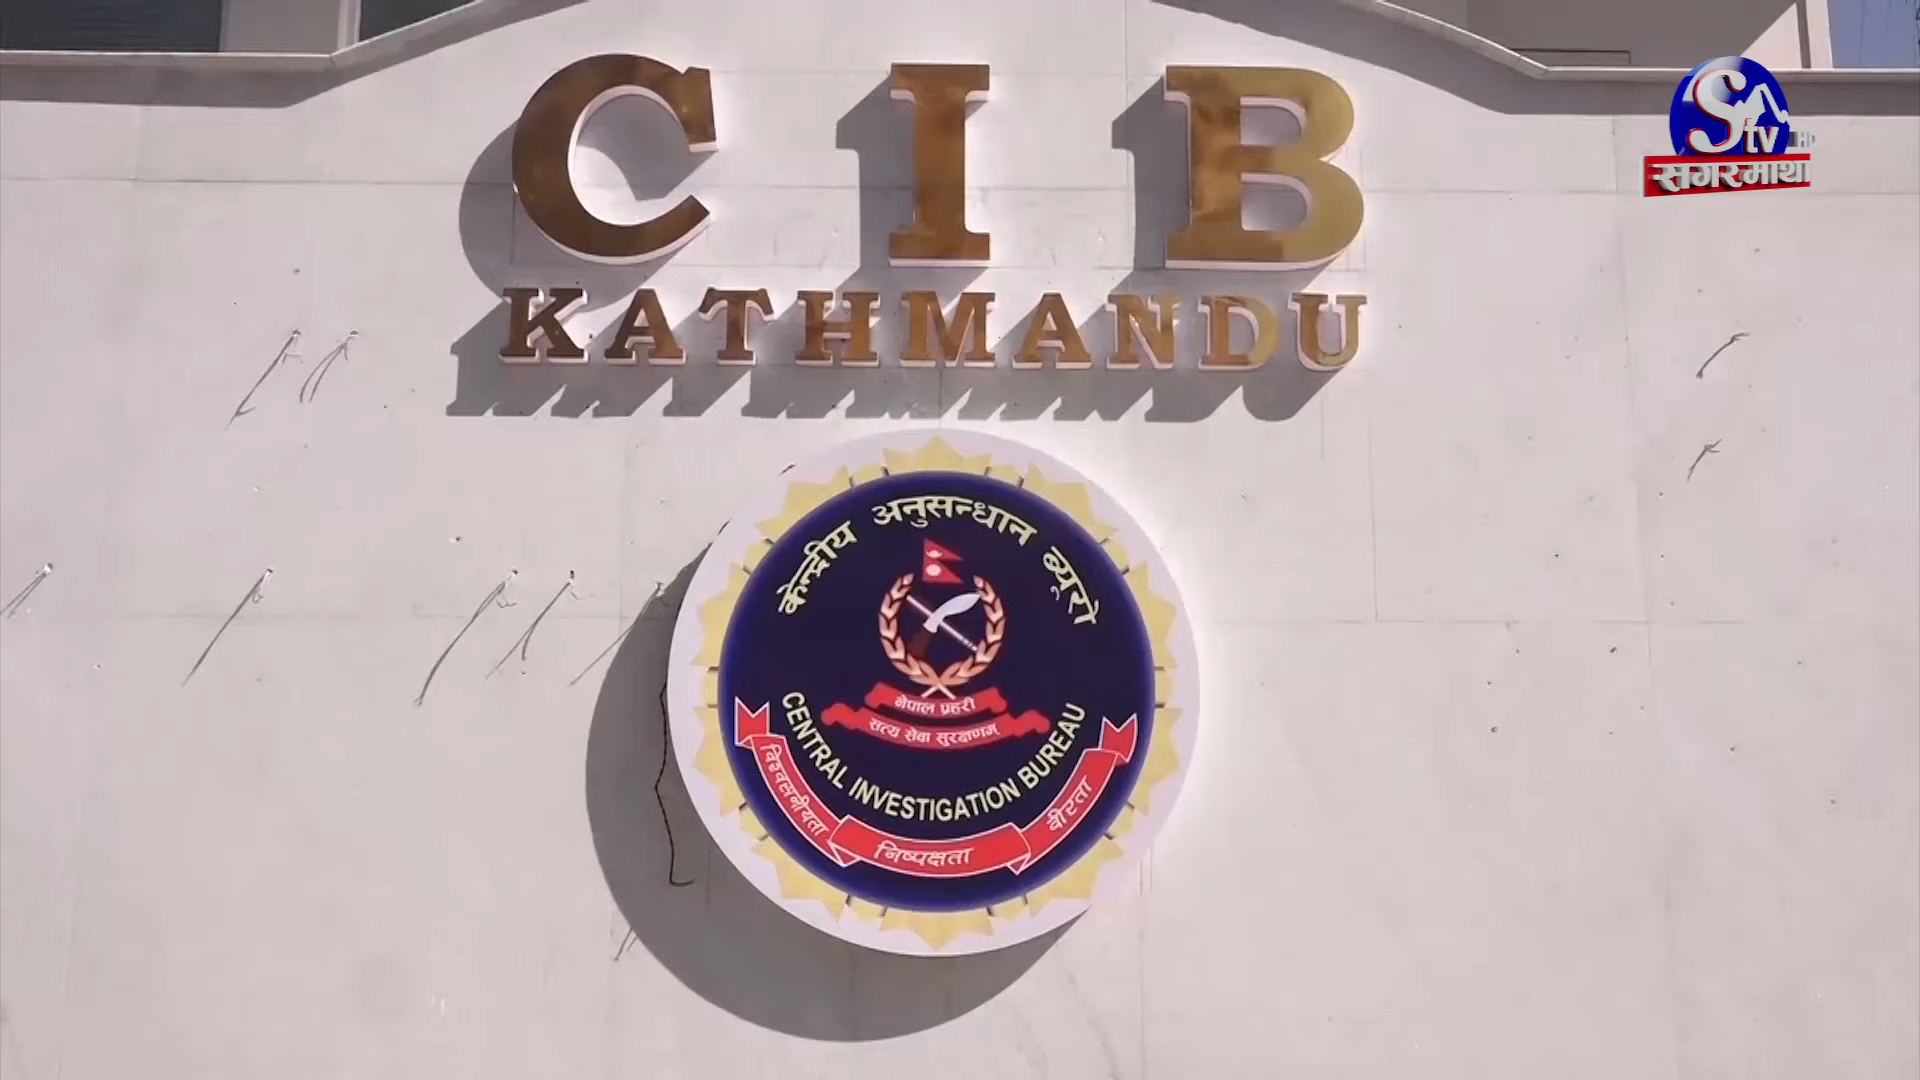 CIB
KATHMANDU
S tv HD
सगरमाथा
केन्द्रीय अनुसन्धान ब्यूरो
नेपाल प्रहरी
सत्य सेवा सुरक्षणम्
CENTRAL INVESTIGATION BUREAU
विश्वसनीयता
निष्पक्षता
वीरता